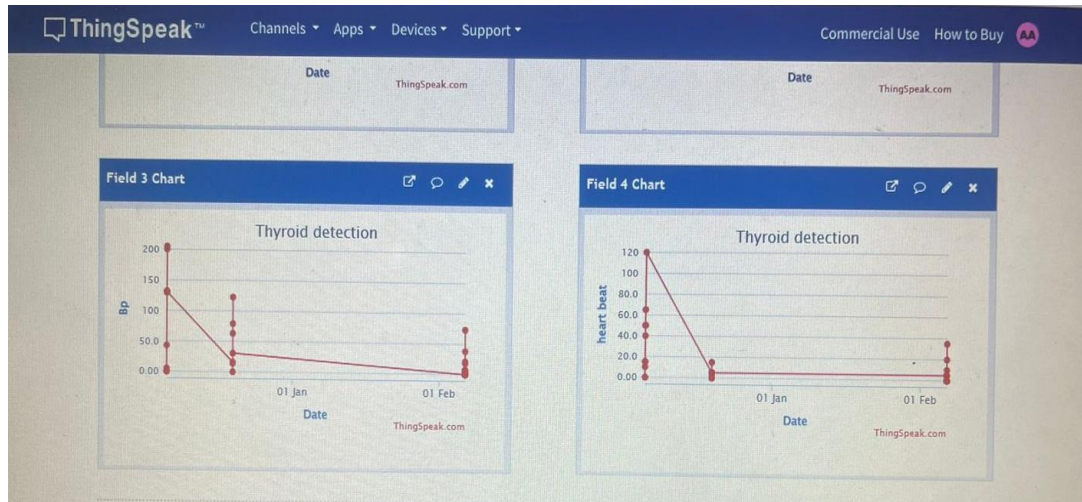 ThingSpeak™ Channels Apps Devices Support Commercial Use How to Buy AA
Date
ThingSpeak.com
Date
ThingSpeak.com
Field 3 Chart
Thyroid detection
200
150
100
50.0
0.00
Bp
01 Jan
01 Feb
Date
ThingSpeak.com
Field 4 Chart
Thyroid detection
120
100
80.0
60.0
40.0
20.0
0.00
heart beat
01 Jan
01 Feb
Date
ThingSpeak.com